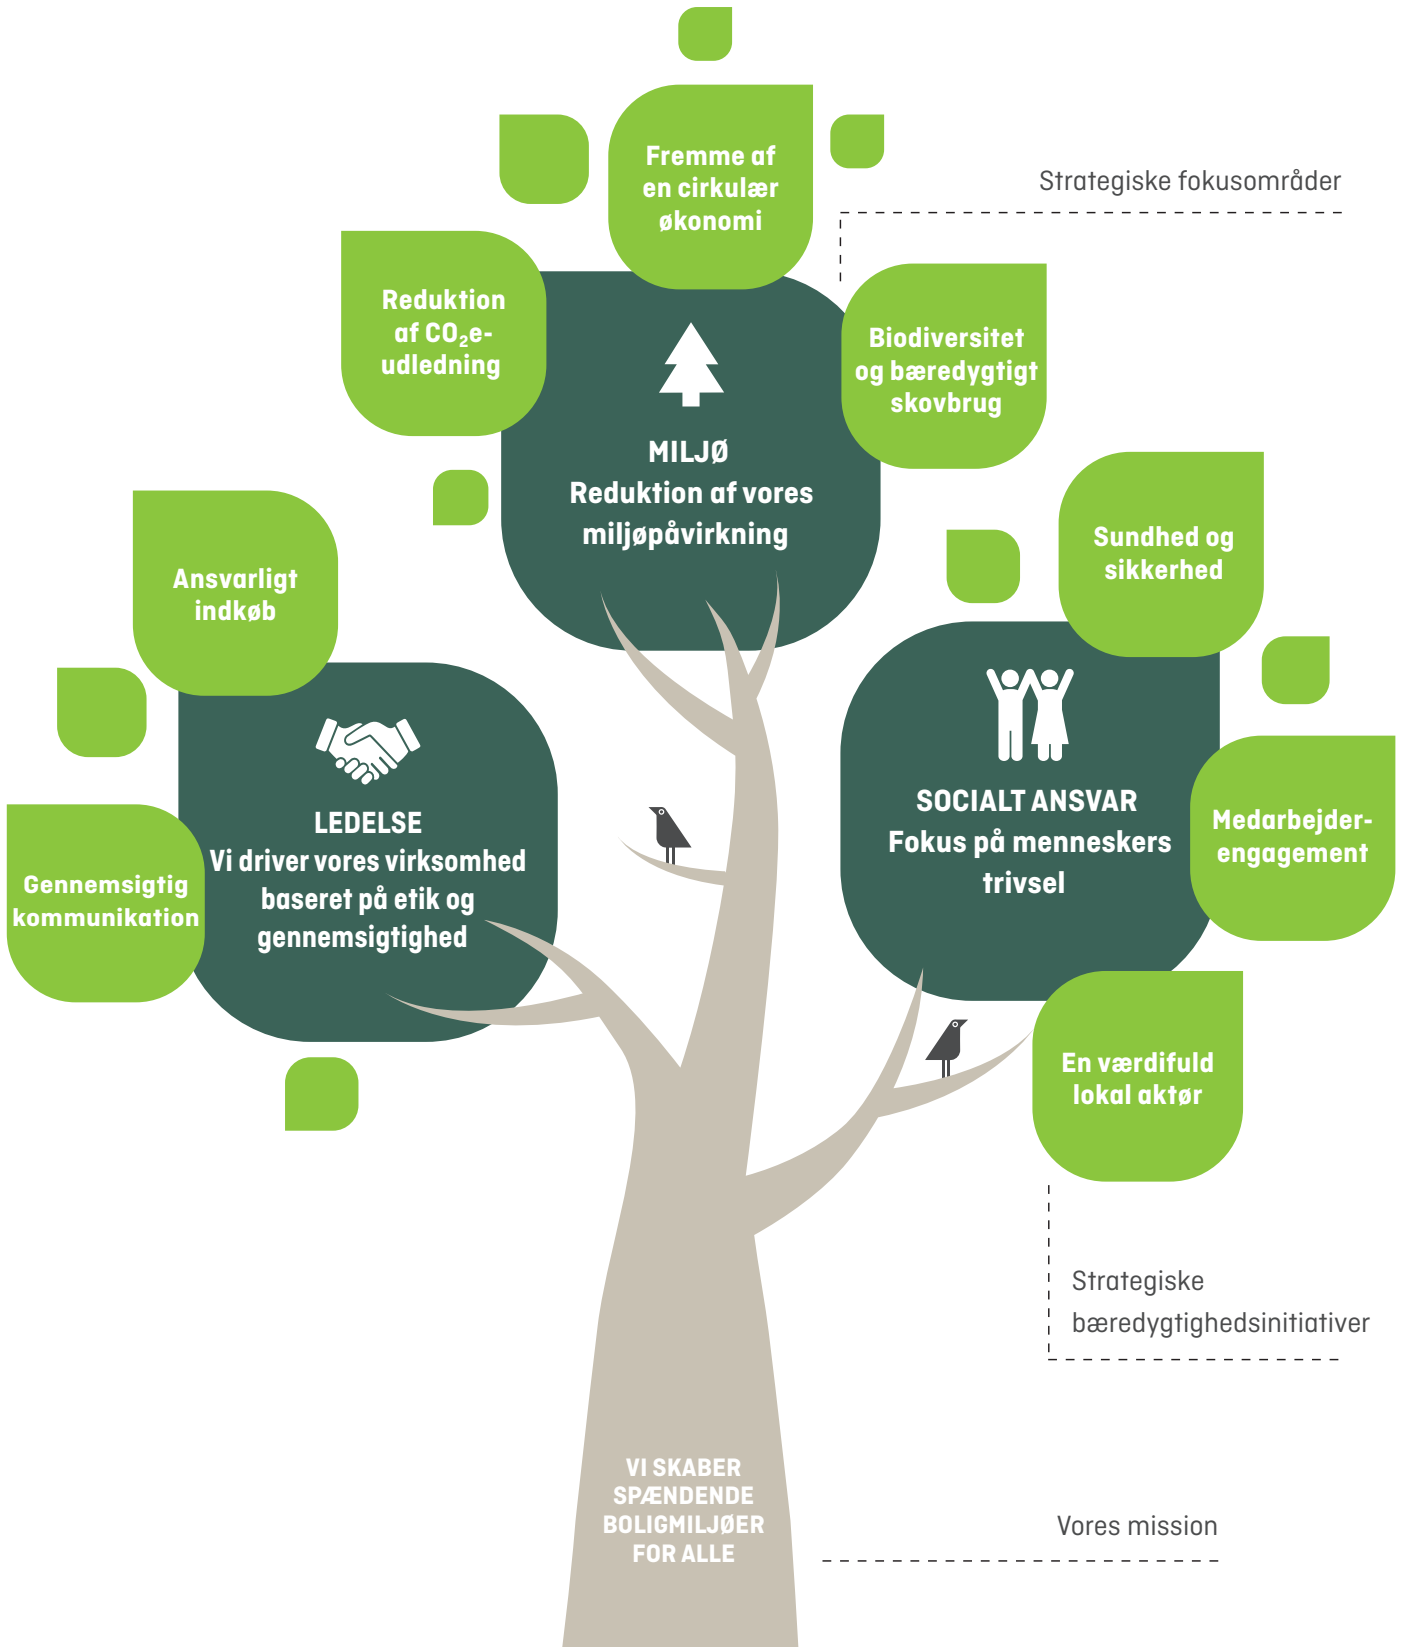 Fremme af
en cirkulær
økonomi
Strategiske fokusområder
Reduktion
af CO₂e-
udledning
Biodiversitet
og bæredygtigt
skovbrug
MILJØ
Reduktion af vores
miljøpåvirkning
Ansvarligt
indkøb
Sundhed og
sikkerhed
LEDELSE
Vi driver vores virksomhed
baseret på etik og
gennemsigtighed
Gennemsigtig
kommunikation
SOCIALT ANSVAR
Fokus på menneskers
trivsel
Medarbejder-
engagement
En værdifuld
lokal aktør
Strategiske
bæredygtighedsinitiativer
VI SKABER
SPÆNDENDE
BOLIGMILJØER
FOR ALLE
Vores mission